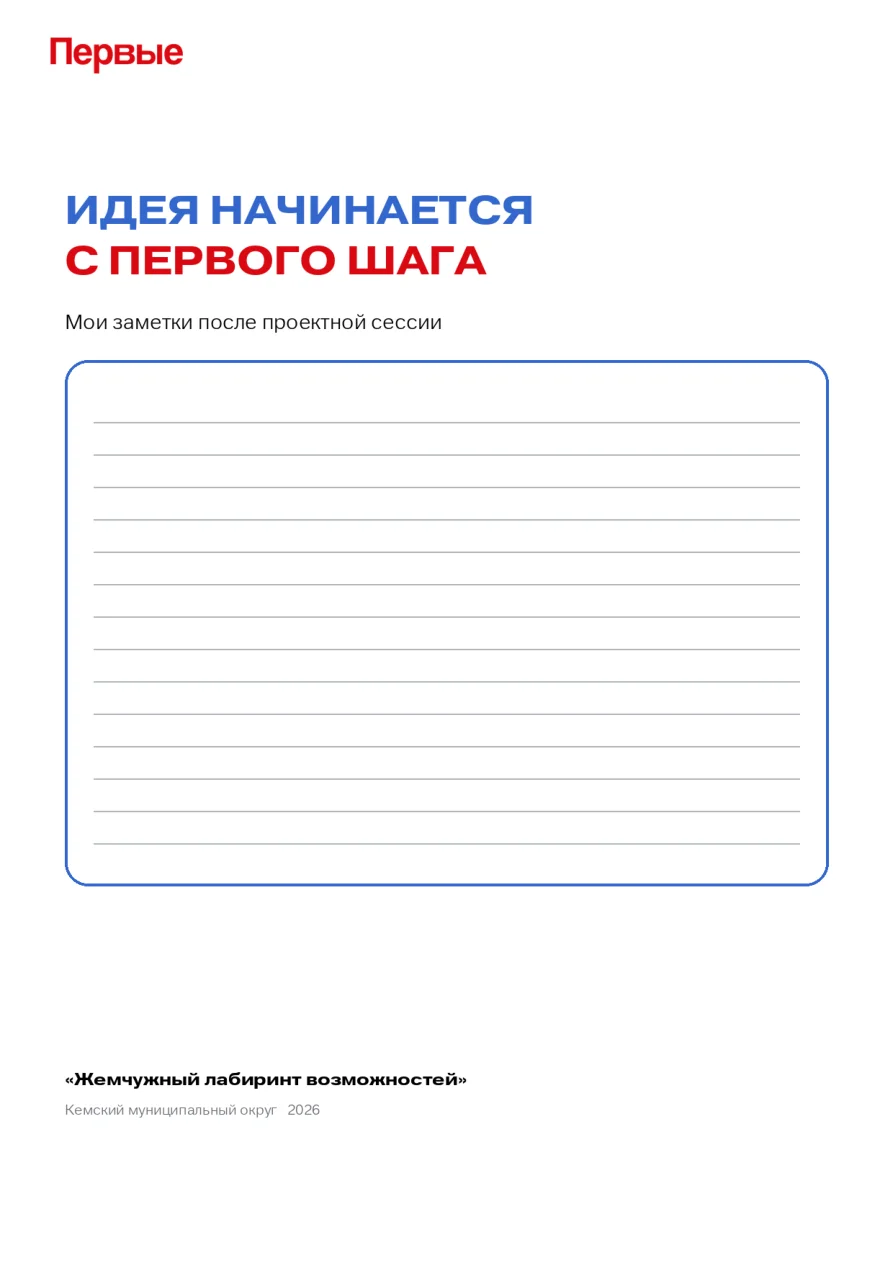 Первые
ИДЕЯ НАЧИНАЕТСЯ
С ПЕРВОГО ШАГА
Мои заметки после проектной сессии
«Жемчужный лабиринт возможностей»
Кемский муниципальный округ 2026